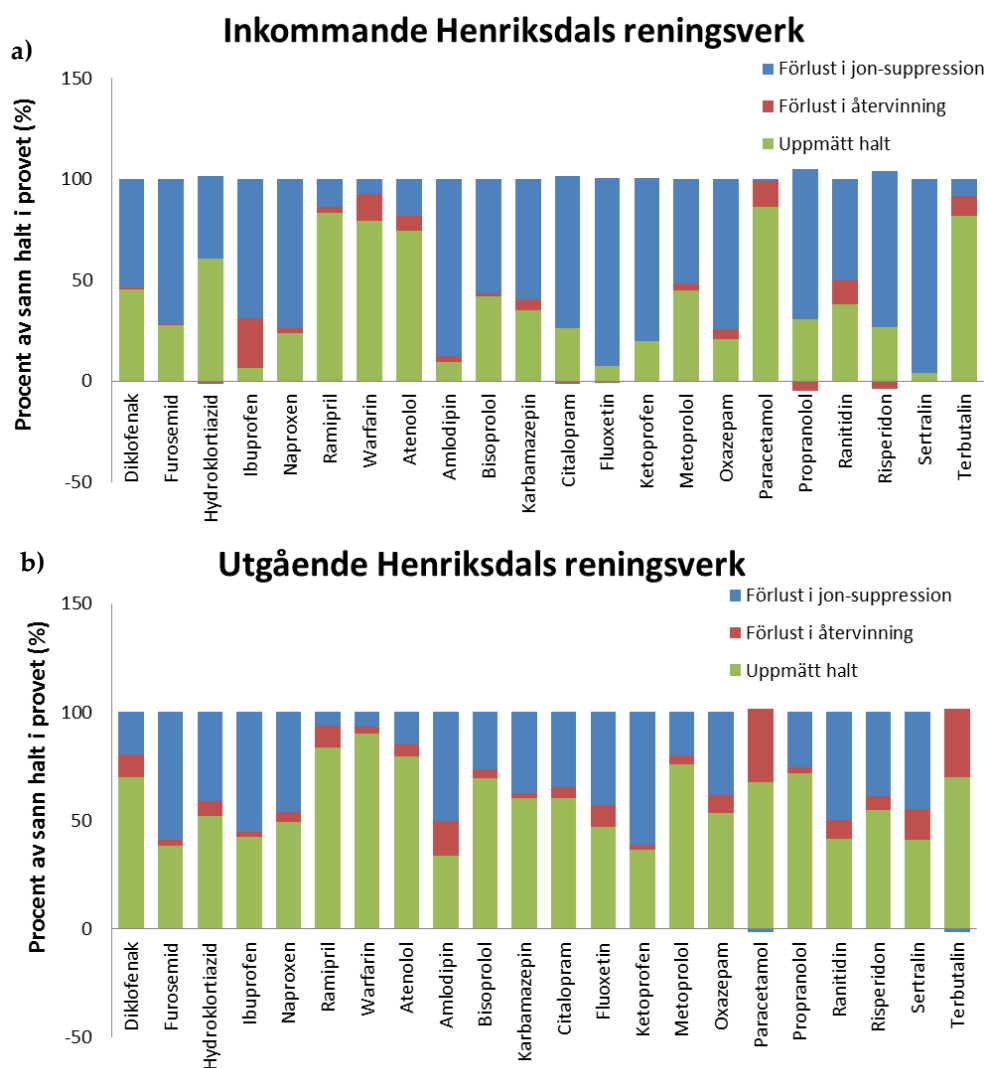 a)
Inkommande Henriksdals reningsverk
Procent av sann halt i provet (%)
150
100
50
0
-50
Förlust i jon-suppression
Förlust i återvinning
Uppmätt halt
Diklofenak
Furosemid
Hydroklortiazid
Ibuprofen
Naproxen
Ramipril
Warfarin
Atenolol
Amlodipin
Bisoprolol
Karbamazepin
Citalopram
Fluoxetin
Ketoprofen
Metoprolol
Oxazepam
Paracetamol
Propranolol
Ranitidin
Risperidon
Sertralin
Terbutalin
b)
Utgående Henriksdals reningsverk
Procent av sann halt i provet (%)
150
100
50
0
-50
Förlust i jon-suppression
Förlust i återvinning
Uppmätt halt
Diklofenak
Furosemid
Hydroklortiazid
Ibuprofen
Naproxen
Ramipril
Warfarin
Atenolol
Amlodipin
Bisoprolol
Karbamazepin
Citalopram
Fluoxetin
Ketoprofen
Metoprolol
Oxazepam
Paracetamol
Propranolol
Ranitidin
Risperidon
Sertralin
Terbutalin